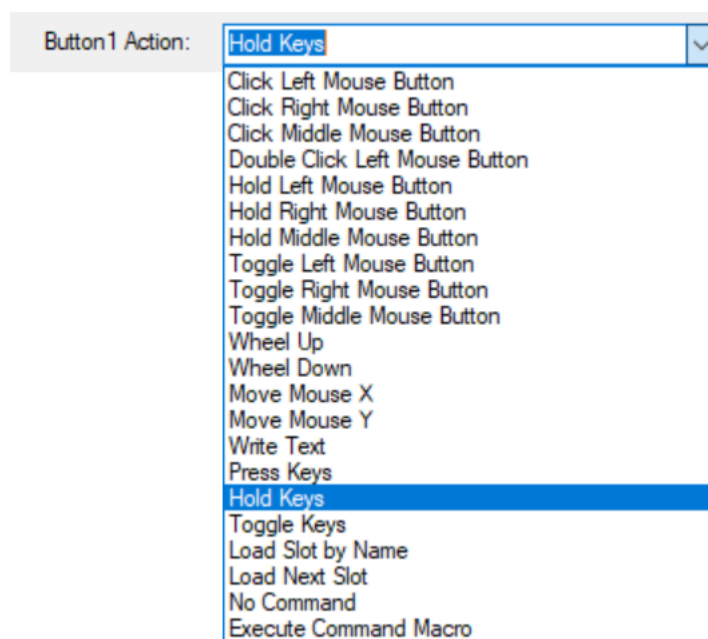 Button1 Action: Hold Keys
Click Left Mouse Button
Click Right Mouse Button
Click Middle Mouse Button
Double Click Left Mouse Button
Hold Left Mouse Button
Hold Right Mouse Button
Hold Middle Mouse Button
Toggle Left Mouse Button
Toggle Right Mouse Button
Toggle Middle Mouse Button
Wheel Up
Wheel Down
Move Mouse X
Move Mouse Y
Write Text
Press Keys
Hold Keys
Toggle Keys
Load Slot by Name
Load Next Slot
No Command
Execute Command Macro